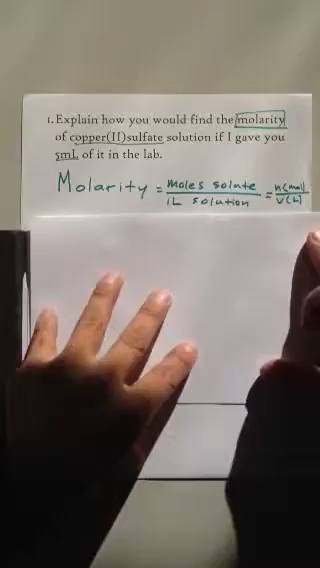 1. Explain how you would find the molarity
of copper(II)sulfate solution if I gave you
5mL of it in the lab.
Molarity = moles solute / 1L solution = n(mol) / V(L)